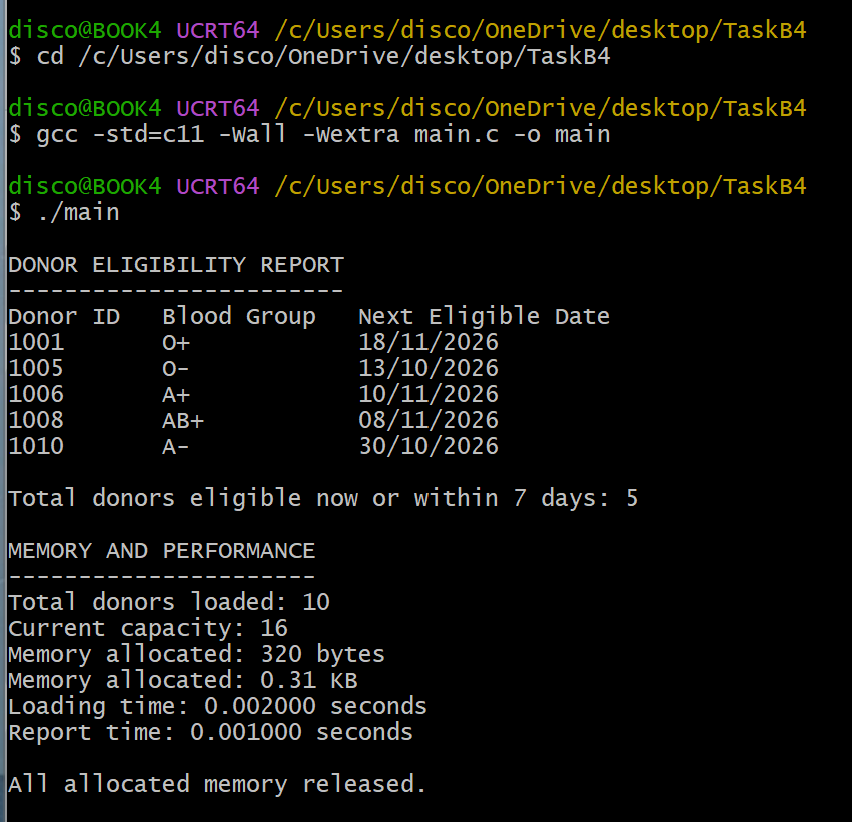 disco@BOOK4 UCRT64 /c/Users/disco/OneDrive/desktop/TaskB4
$ cd /c/Users/disco/OneDrive/desktop/TaskB4
disco@BOOK4 UCRT64 /c/Users/disco/OneDrive/desktop/TaskB4
$ gcc -std=c11 -Wall -Wextra main.c -o main
disco@BOOK4 UCRT64 /c/Users/disco/OneDrive/desktop/TaskB4
$ ./main
DONOR ELIGIBILITY REPORT
------------------------
Donor ID   Blood Group   Next Eligible Date
1001       O+            18/11/2026
1005       O-            13/10/2026
1006       A+            10/11/2026
1008       AB+           08/11/2026
1010       A-            30/10/2026
Total donors eligible now or within 7 days: 5
MEMORY AND PERFORMANCE
----------------------
Total donors loaded: 10
Current capacity: 16
Memory allocated: 320 bytes
Memory allocated: 0.31 KB
Loading time: 0.002000 seconds
Report time: 0.001000 seconds
All allocated memory released.